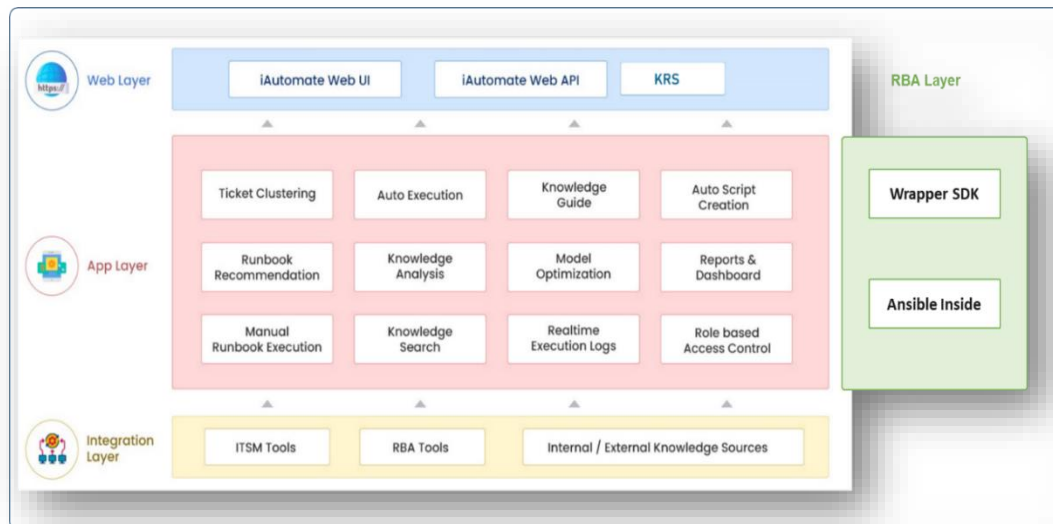 https://
Web Layer
iAutomate Web UI
iAutomate Web API
KRS
RBA Layer
App Layer
Ticket Clustering
Auto Execution
Knowledge
Guide
Auto Script
Creation
Runbook
Recommendation
Knowledge
Analysis
Model
Optimization
Reports &
Dashboard
Manual
Runbook Execution
Knowledge
Search
Realtime
Execution Logs
Role based
Access Control
Wrapper SDK
Ansible Inside
Integration
Layer
ITSM Tools
RBA Tools
Internal / External Knowledge Sources